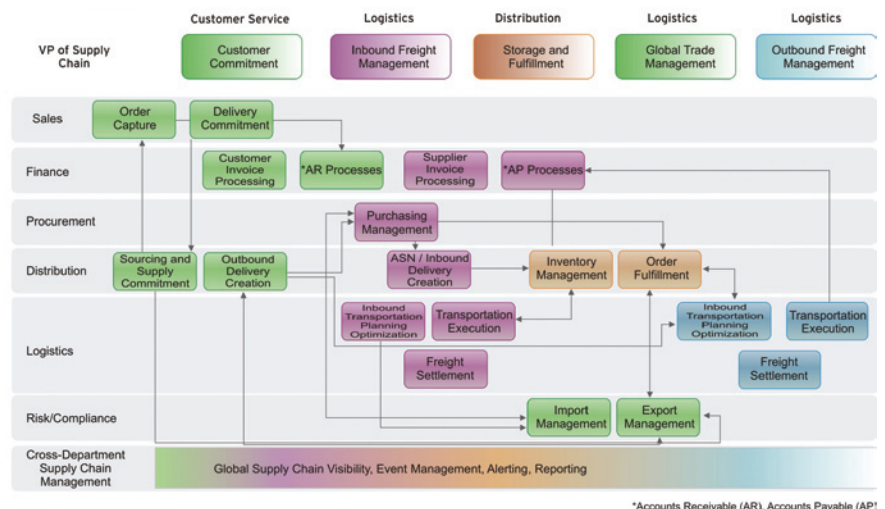 Customer Service
Logistics
Distribution
Logistics
Logistics
VP of Supply
Chain
Customer
Commitment
Inbound Freight
Management
Storage and
Fulfillment
Global Trade
Management
Outbound Freight
Management
Sales
Order
Capture
Delivery
Commitment
Finance
Customer
Invoice
Processing
*AR Processes
Supplier
Invoice
Processing
*AP Processes
Procurement
Purchasing
Management
Distribution
Sourcing and
Supply
Commitment
Outbound
Delivery
Creation
ASN / Inbound
Delivery
Creation
Inventory
Management
Order
Fulfillment
Logistics
Inbound
Transportation
Planning
Optimization
Transportation
Execution
Inbound
Transportation
Planning
Optimization
Transportation
Execution
Freight
Settlement
Freight
Settlement
Risk/Compliance
Import
Management
Export
Management
Cross-Department
Supply Chain
Management
Global Supply Chain Visibility, Event Management, Alerting, Reporting
*Accounts Receivable (AR), Accounts Payable (AP)